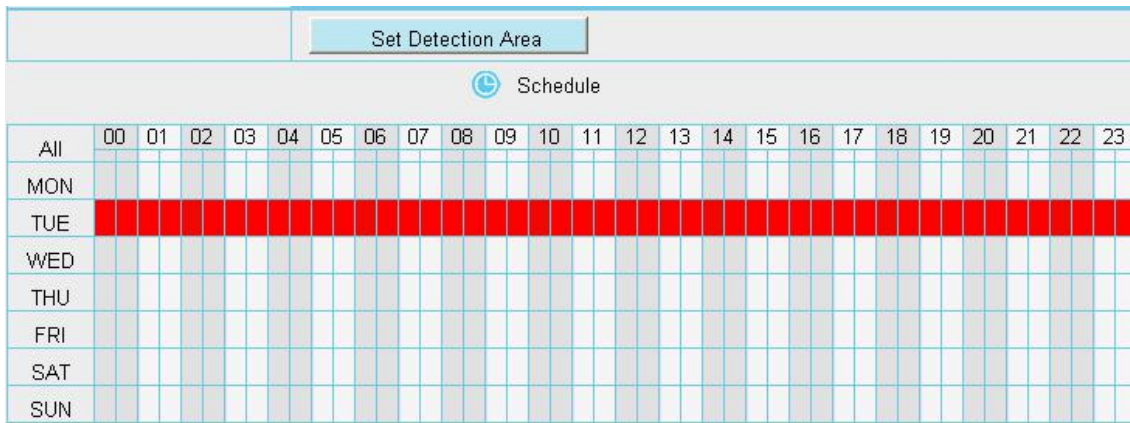 Set Detection Area
Schedule
All 00 01 02 03 04 05 06 07 08 09 10 11 12 13 14 15 16 17 18 19 20 21 22 23
MON
TUE
WED
THU
FRI
SAT
SUN